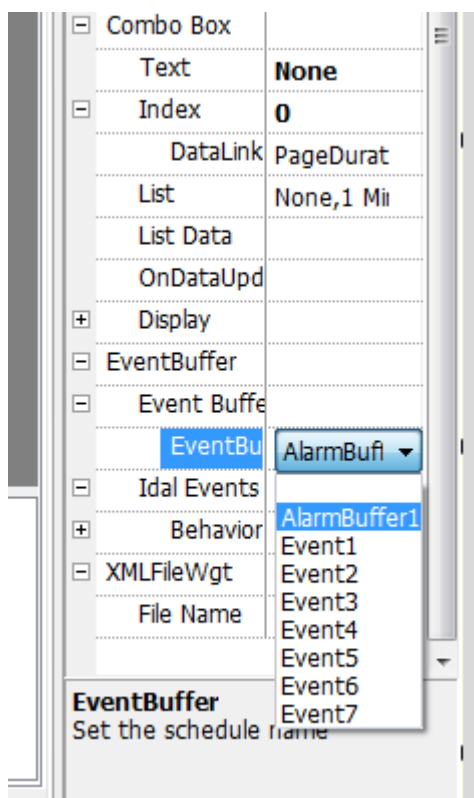 Combo Box
Text None
Index 0
DataLink PageDurat
List None,1 Mi
List Data
OnDataUpd
Display
EventBuffer
Event Buffe
EventBu AlarmBuf
Idal Events
AlarmBuffer1
Behavior
Event1
Event2
XMLFileWgt
Event3
File Name
Event4
Event5
Event6
Event7
EventBuffer
Set the schedule name